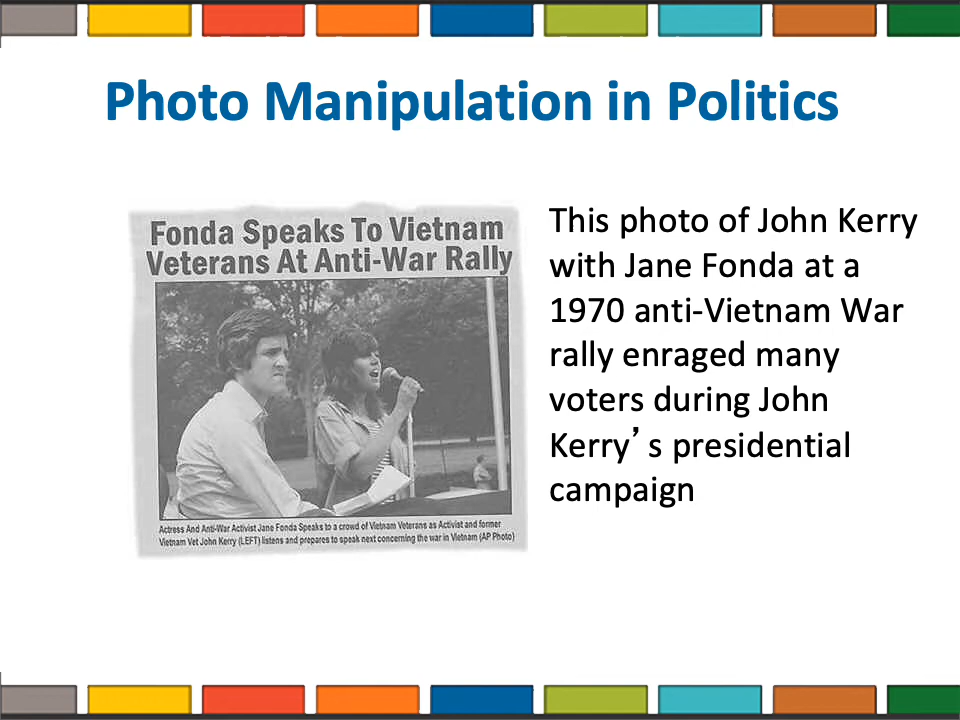 Photo Manipulation in Politics
Fonda Speaks To Vietnam
Veterans At Anti-War Rally
Actress And Anti-War Activist Jane Fonda Speaks to a crowd of Vietnam Veterans as Activist and former
Vietnam Vet John Kerry (LEFT) listens and prepares to speak next concerning the war in Vietnam (AP Photo)
This photo of John Kerry
with Jane Fonda at a
1970 anti-Vietnam War
rally enraged many
voters during John
Kerry’s presidential
campaign